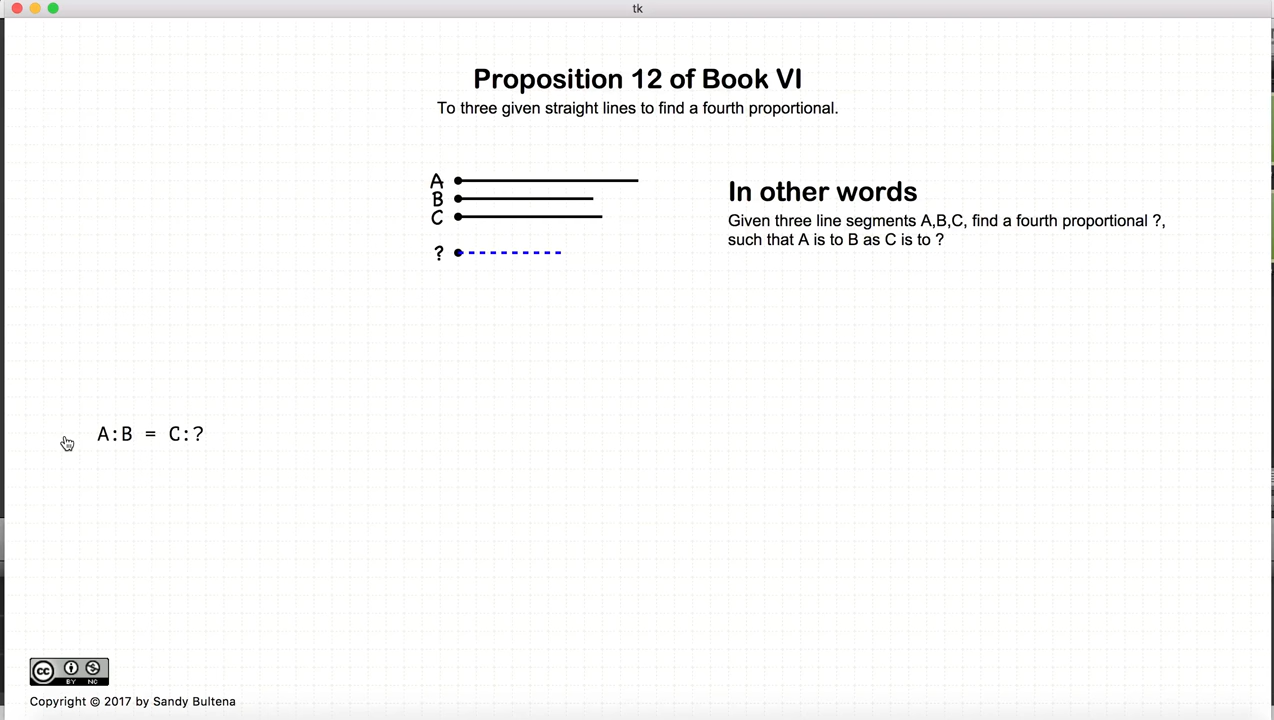 tk
Proposition 12 of Book VI
To three given straight lines to find a fourth proportional.
A
B
C
?
In other words
Given three line segments A,B,C, find a fourth proportional ?,
such that A is to B as C is to ?
A:B = C:?
cc
BY NC
Copyright © 2017 by Sandy Bultena